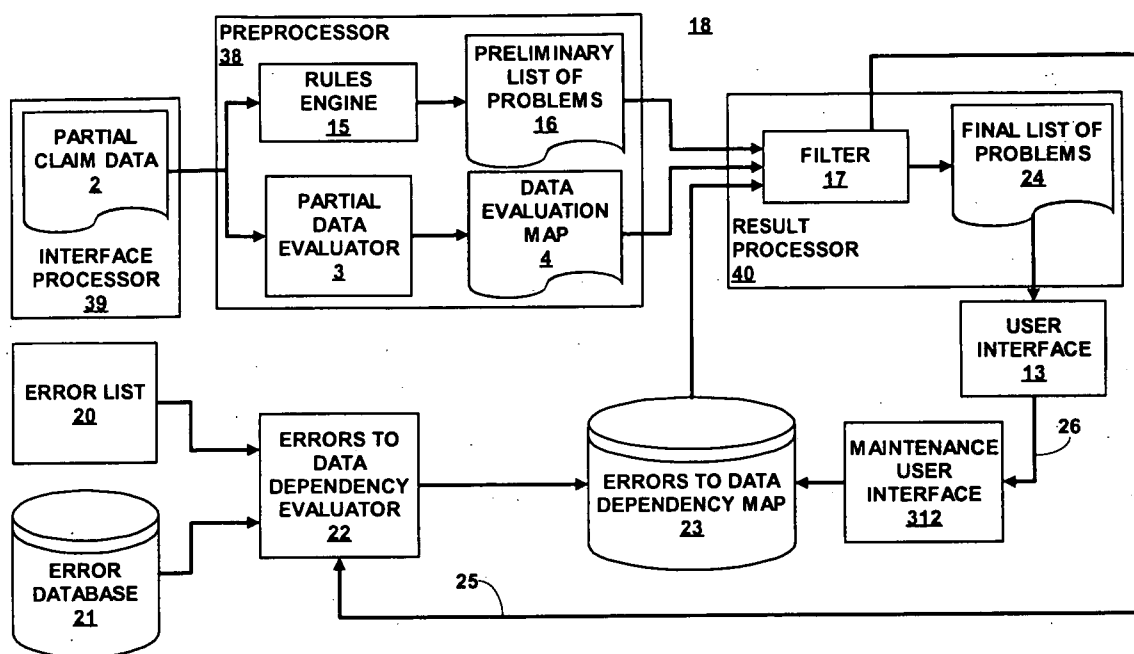 18
PREPROCESSOR
38
RULES
ENGINE
15
PRELIMINARY
LIST OF
PROBLEMS
16
PARTIAL
CLAIM DATA
2
INTERFACE
PROCESSOR
39
PARTIAL
DATA
EVALUATOR
3
DATA
EVALUATION
MAP
4
FILTER
17
FINAL LIST OF
PROBLEMS
24
RESULT
PROCESSOR
40
USER
INTERFACE
13
ERROR LIST
20
ERROR
DATABASE
21
ERRORS TO
DATA
DEPENDENCY
EVALUATOR
22
ERRORS TO DATA
DEPENDENCY MAP
23
MAINTENANCE
USER
INTERFACE
312
26
25